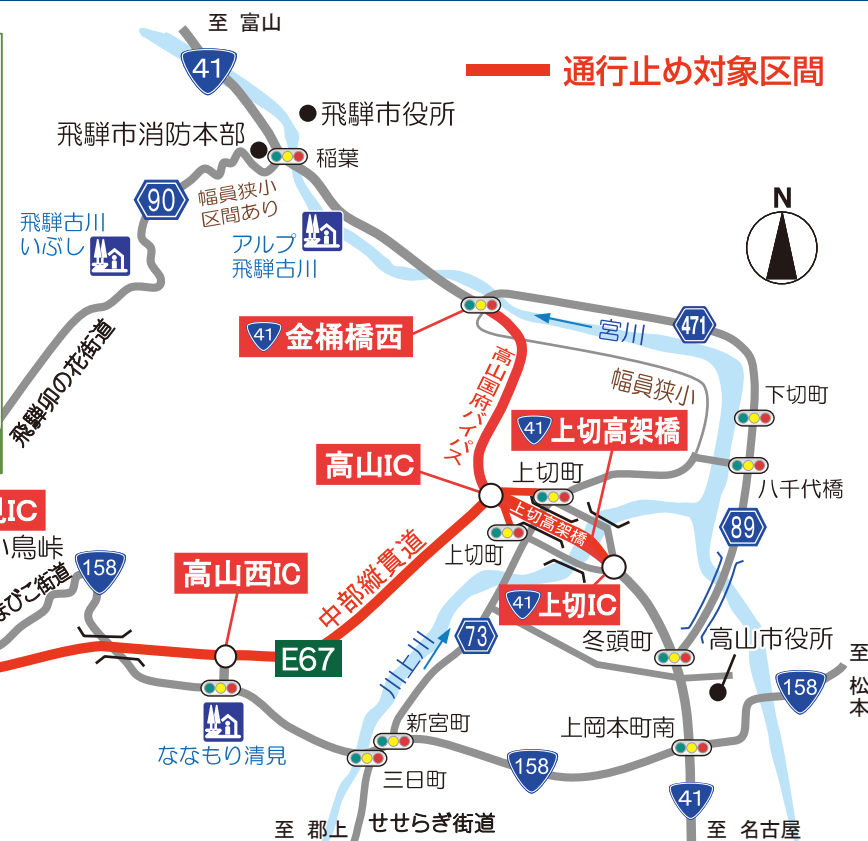 至 富山
41
通行止め対象区間
飛騨市役所
飛騨市消防本部
稲葉
90
幅員狭小
区間あり
飛騨古川
いぶし
アルプ
飛騨古川
N
飛騨卯の花街道
41 金桶橋西
宮川
471
高山国府バイパス
幅員狭小
下切町
41 上切高架橋
高山IC
上切町
八千代橋
上切高架橋
89
IC
小鳥峠
158
上切町
まびこ街道
高山西IC
中部縦貫道
41 上切IC
E67
川上川
73
冬頭町
高山市役所
至 松本
158
ななもり清見
新宮町
三日町
158
上岡本町南
41
至 郡上
せせらぎ街道
至 名古屋